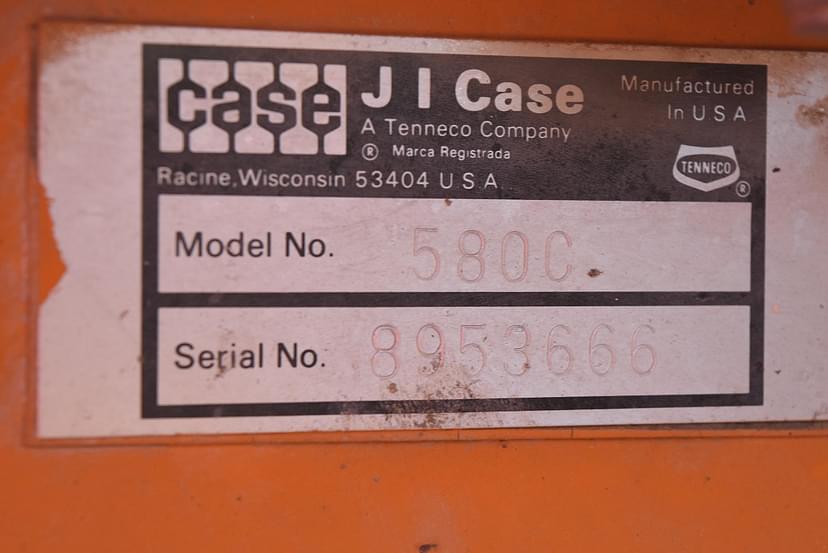 case J I Case Manufactured
A Tenneco Company In U S A
® Marca Registrada
TENNECO ®
Racine, Wisconsin 53404 U S A
Model No. 580C
Serial No. 8953666